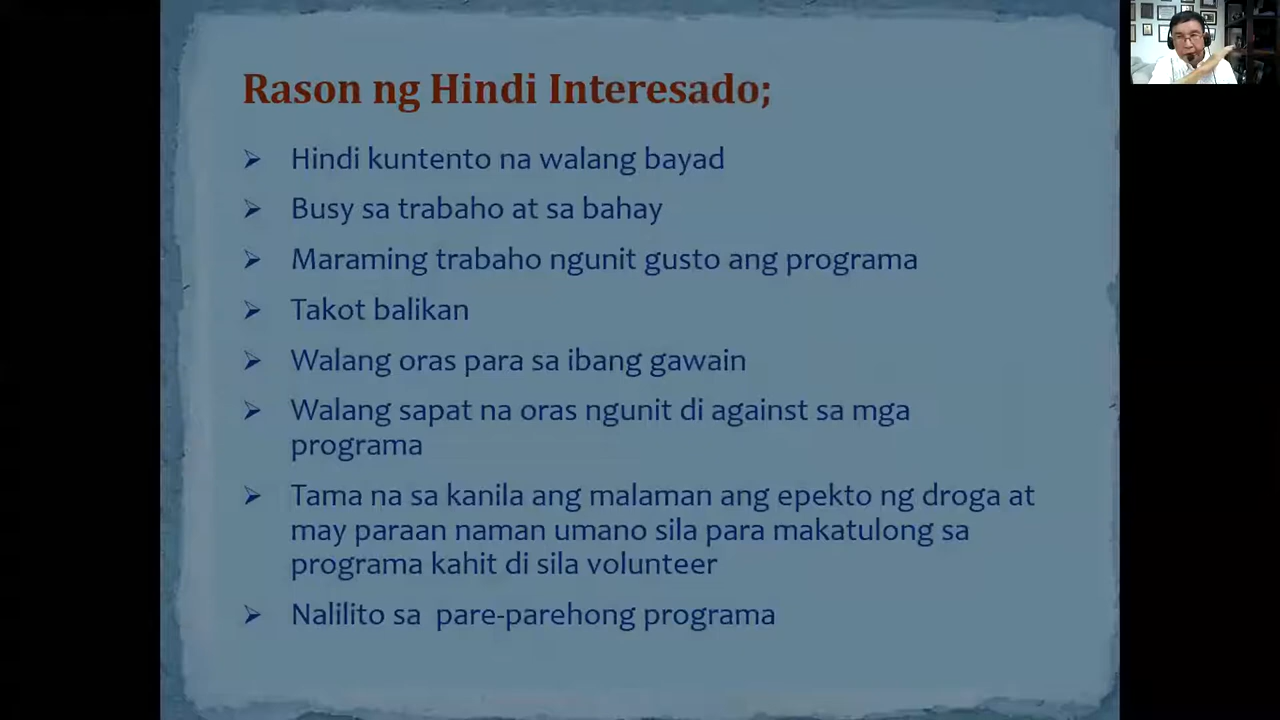 Rason ng Hindi Interesado;
Hindi kuntento na walang bayad
Busy sa trabaho at sa bahay
Maraming trabaho ngunit gusto ang programa
Takot balikan
Walang oras para sa ibang gawain
Walang sapat na oras ngunit di against sa mga
programa
Tama na sa kanila ang malaman ang epekto ng droga at
may paraan naman umano sila para makatulong sa
programa kahit di sila volunteer
Nalilito sa  pare-parehong programa